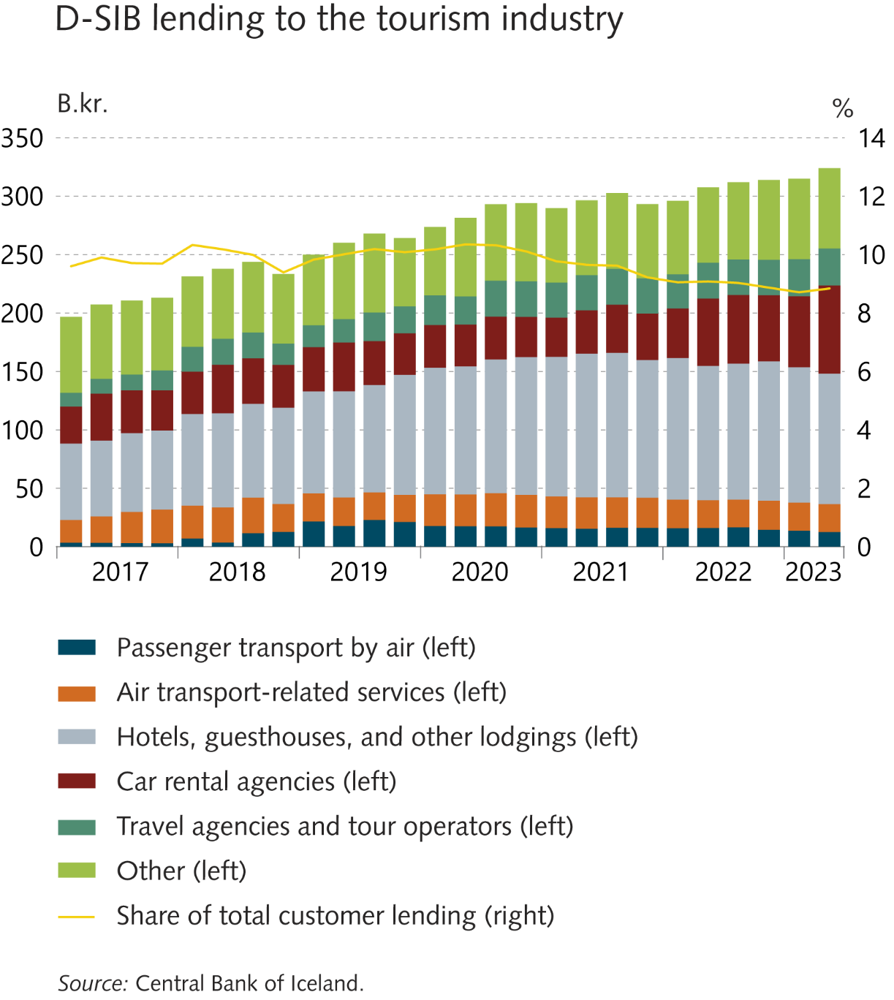 D-SIB lending to the tourism industry
B.kr.
%
350
14
300
12
250
10
200
8
150
6
100
4
50
2
0
0
2017 2018 2019 2020 2021 2022 2023
Passenger transport by air (left)
Air transport-related services (left)
Hotels, guesthouses, and other lodgings (left)
Car rental agencies (left)
Travel agencies and tour operators (left)
Other (left)
Share of total customer lending (right)
Source: Central Bank of Iceland.